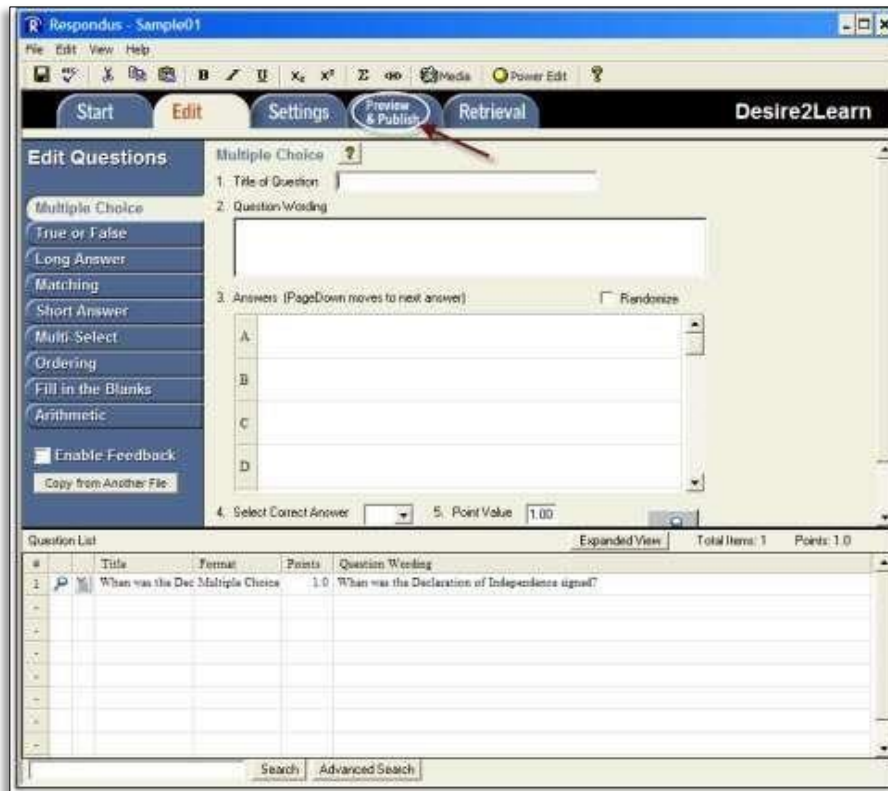 Respondus - Sample01
File Edit View Help
B I U X₂ X² Σ Media Power Edit ?
Start Edit Settings Preview & Publish Retrieval Desire2Learn
Edit Questions
Multiple Choice
True or False
Long Answer
Matching
Short Answer
Multi-Select
Ordering
Fill in the Blanks
Arithmetic
Enable Feedback
Copy from Another File
Multiple Choice ?
1. Title of Question
2. Question Wording
3. Answers (PageDown moves to next answer) Randomize
A
B
C
D
4. Select Correct Answer 5. Point Value 1.00
Question List Expanded View Total Items: 1 Points: 1.0
# Title Format Points Question Wording
1 When was the Dec Multiple Choice 1.0 When was the Declaration of Independence signed?
Search Advanced Search